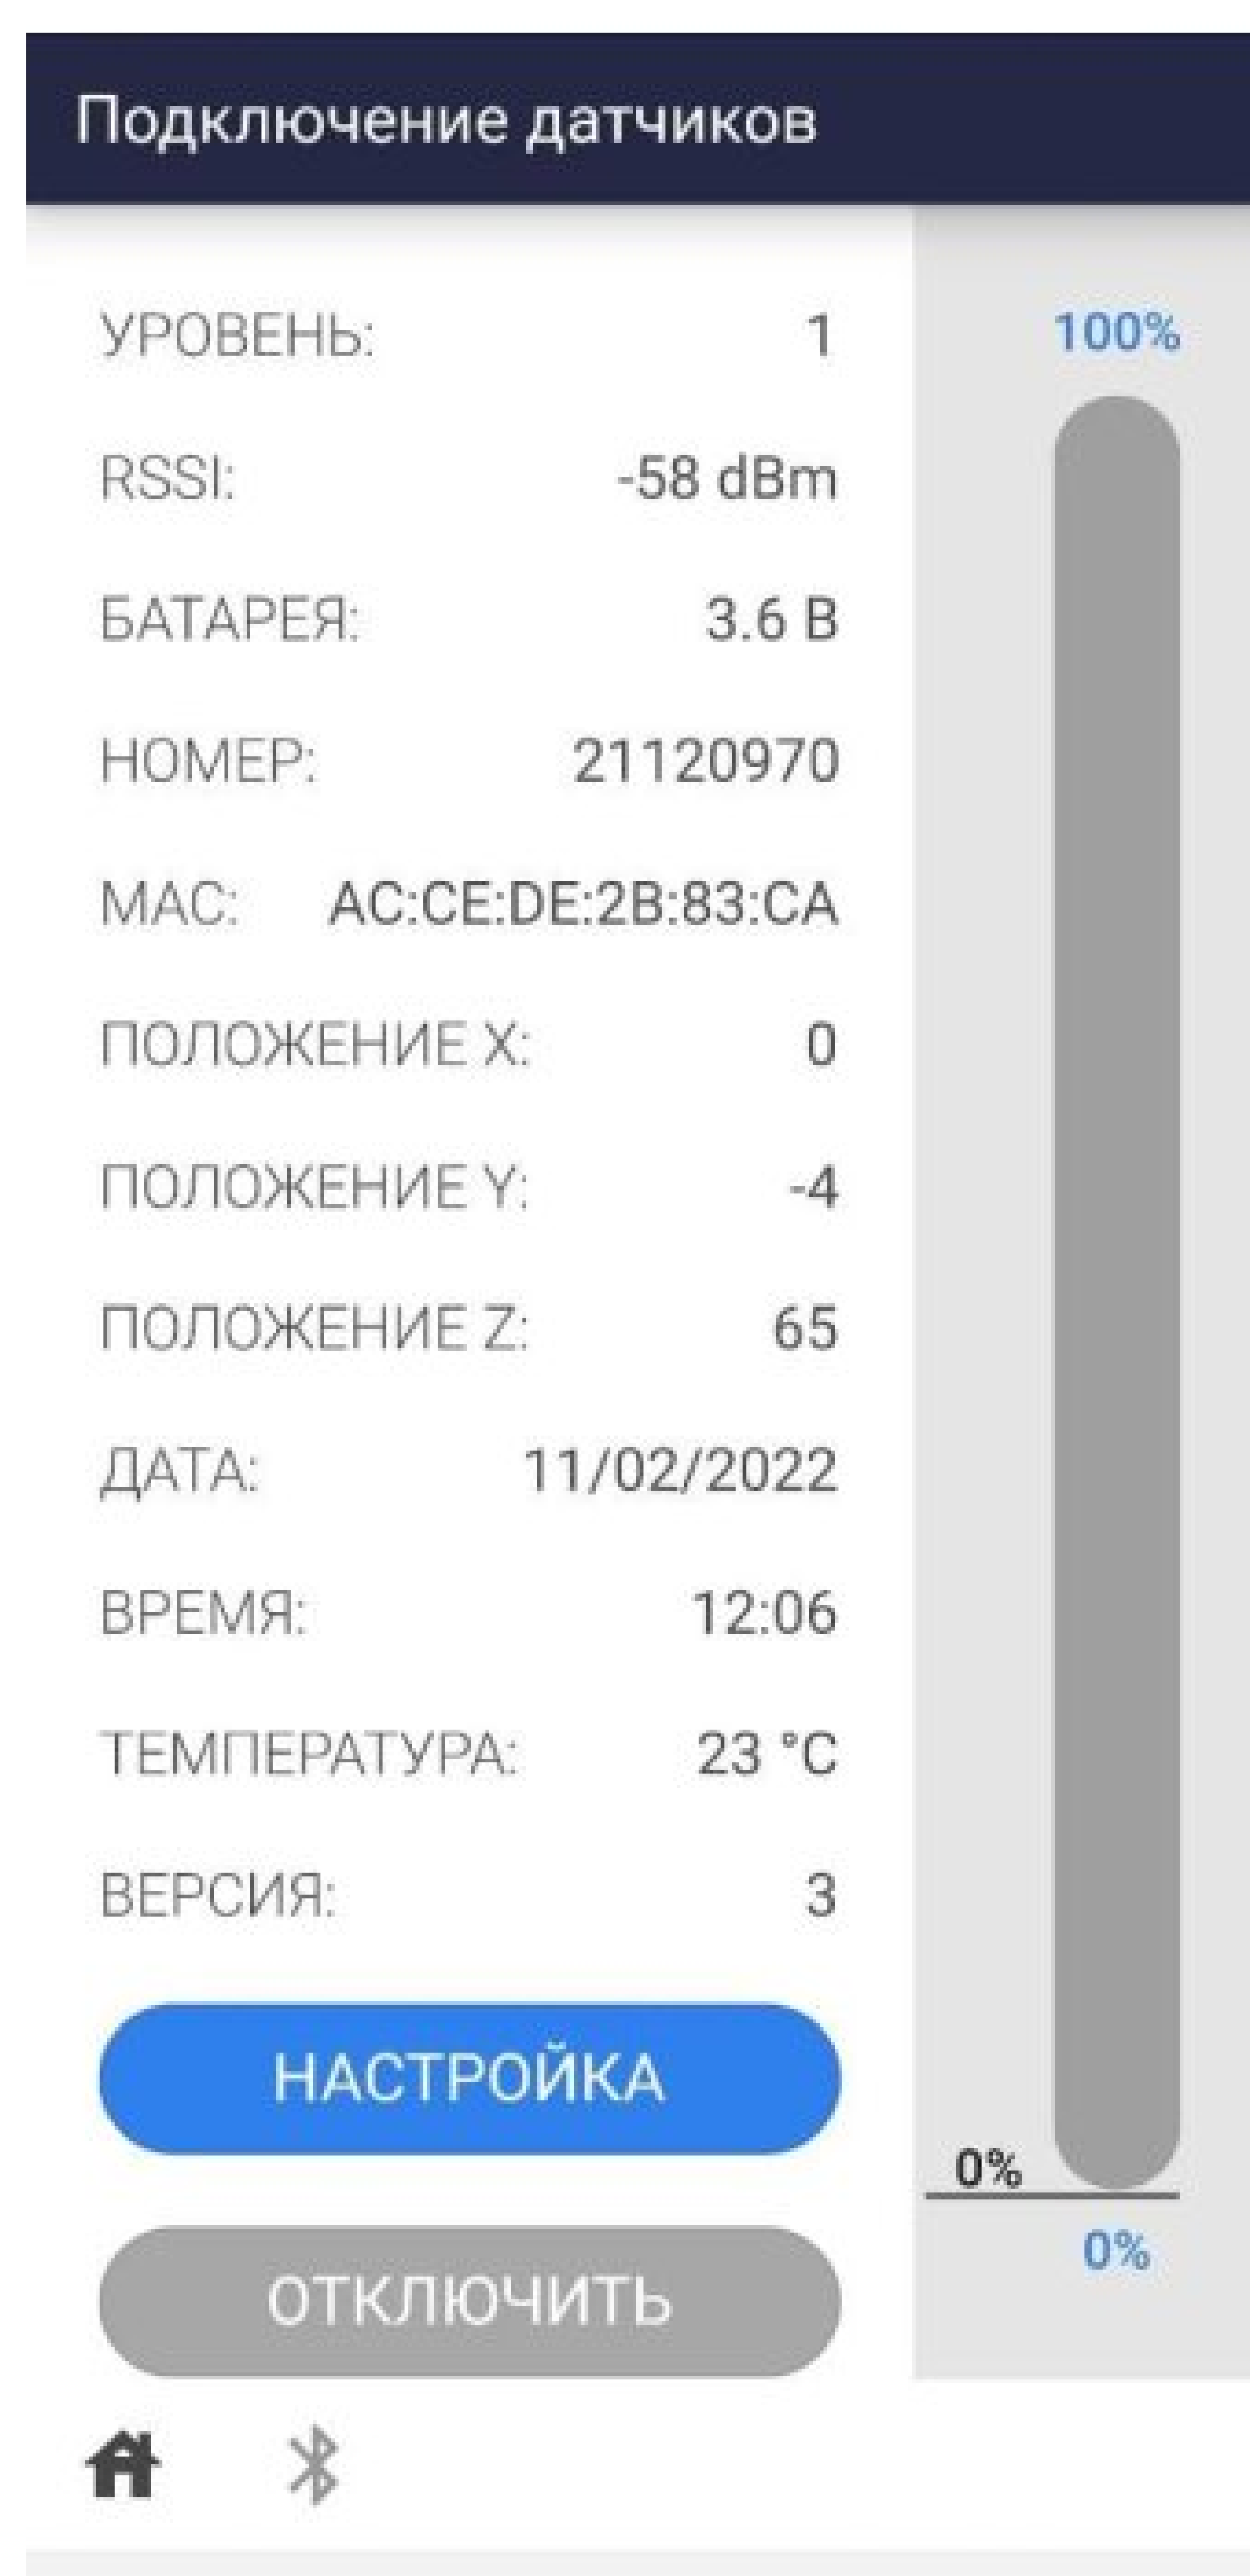 Подключение датчиков
УРОВЕНЬ: 1
100%
RSSI: -58 dBm
БАТАРЕЯ: 3.6 В
НОМЕР: 21120970
MAC: AC:CE:DE:2B:83:CA
ПОЛОЖЕНИЕ X: 0
ПОЛОЖЕНИЕ Y: -4
ПОЛОЖЕНИЕ Z: 65
ДАТА: 11/02/2022
ВРЕМЯ: 12:06
ТЕМПЕРАТУРА: 23 °C
ВЕРСИЯ: 3
НАСТРОЙКА
0%
0%
ОТКЛЮЧИТЬ